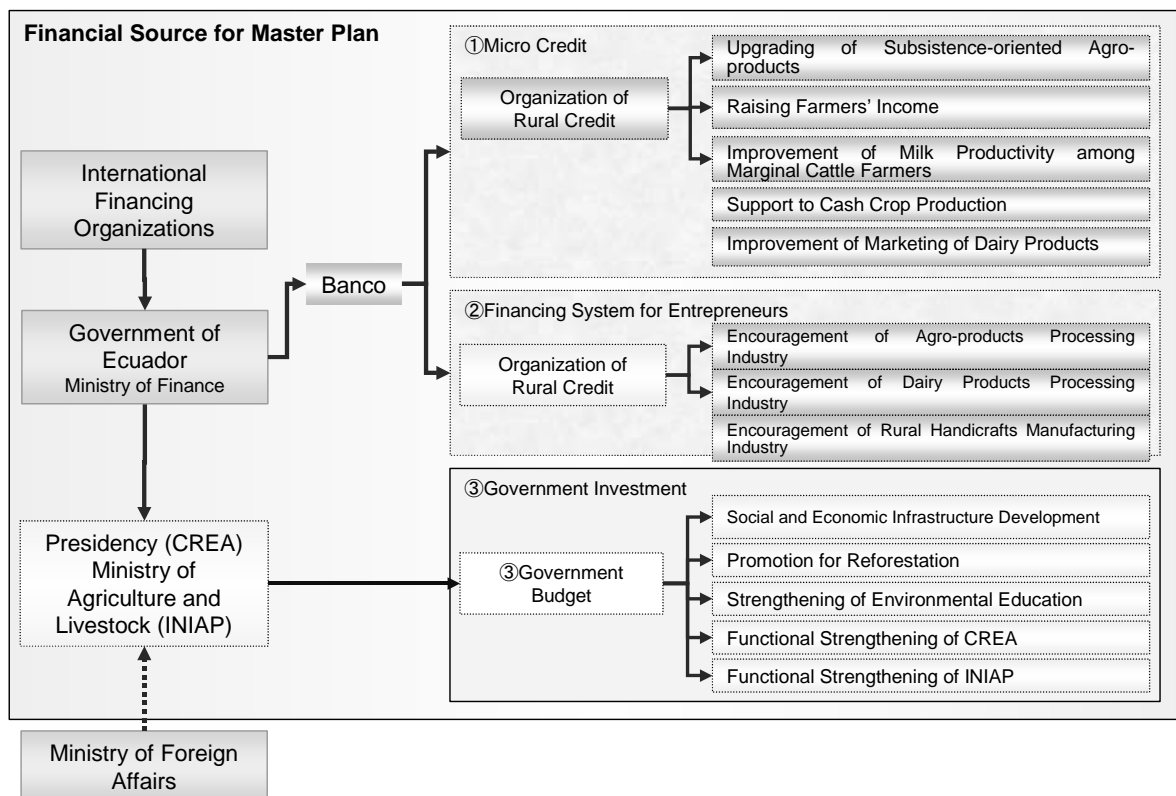 Financial Source for Master Plan
International
Financing
Organizations
Government of
Ecuador
Ministry of Finance
Banco
Presidency (CREA)
Ministry of
Agriculture and
Livestock (INIAP)
Ministry of Foreign
Affairs
①Micro Credit
Organization of
Rural Credit
Upgrading of Subsistence-oriented Agro-
products
Raising Farmers' Income
Improvement of Milk Productivity among
Marginal Cattle Farmers
Support to Cash Crop Production
Improvement of Marketing of Dairy Products
②Financing System for Entrepreneurs
Organization of
Rural Credit
Encouragement of Agro-products Processing
Industry
Encouragement of Dairy Products Processing
Industry
Encouragement of Rural Handicrafts Manufacturing
Industry
③Government Investment
③Government
Budget
Social and Economic Infrastructure Development
Promotion for Reforestation
Strengthening of Environmental Education
Functional Strengthening of CREA
Functional Strengthening of INIAP